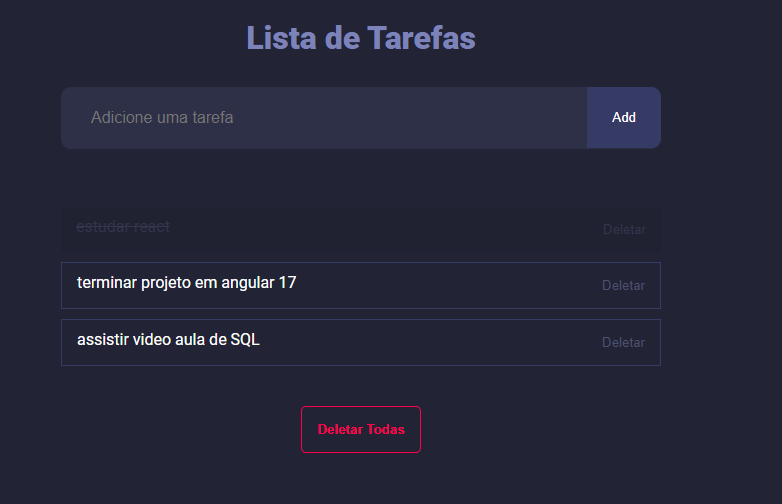 Lista de Tarefas
Adicione uma tarefa
Add
estudar react
Deletar
terminar projeto em angular 17
Deletar
assistir video aula de SQL
Deletar
Deletar Todas